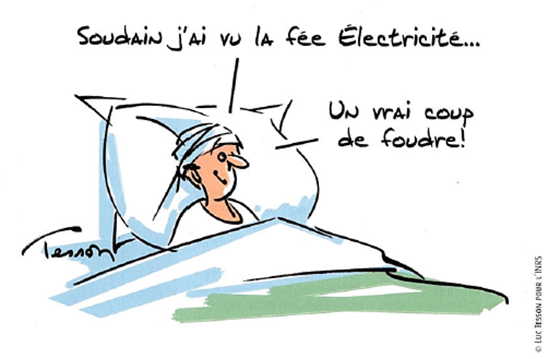 Soudain j'ai vu la fée Électricité...
Un vrai coup
de foudre!
Tesson
© Luc Tesson pour l'INRS